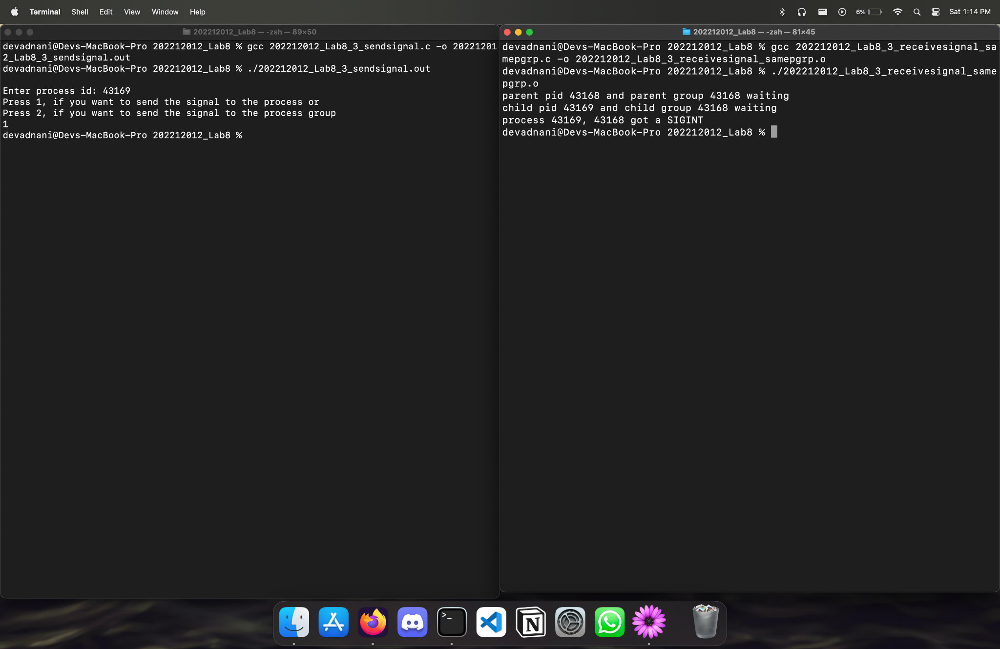 Terminal Shell Edit View Window Help 6% Sat 1:14 PM
202212012_Lab8 — -zsh — 89×50
devadnani@Devs-MacBook-Pro 202212012_Lab8 % gcc 202212012_Lab8_3_sendsignal.c -o 20221201
2_Lab8_3_sendsignal.out
devadnani@Devs-MacBook-Pro 202212012_Lab8 % ./202212012_Lab8_3_sendsignal.out
Enter process id: 43169
Press 1, if you want to send the signal to the process or
Press 2, if you want to send the signal to the process group
1
devadnani@Devs-MacBook-Pro 202212012_Lab8 %
202212012_Lab8 — -zsh — 81×45
devadnani@Devs-MacBook-Pro 202212012_Lab8 % gcc 202212012_Lab8_3_receivesignal_sa
mepgrp.c -o 202212012_Lab8_3_receivesignal_samepgrp.o
devadnani@Devs-MacBook-Pro 202212012_Lab8 % ./202212012_Lab8_3_receivesignal_same
pgrp.o
parent pid 43168 and parent group 43168 waiting
child pid 43169 and child group 43168 waiting
process 43169, 43168 got a SIGINT
devadnani@Devs-MacBook-Pro 202212012_Lab8 %